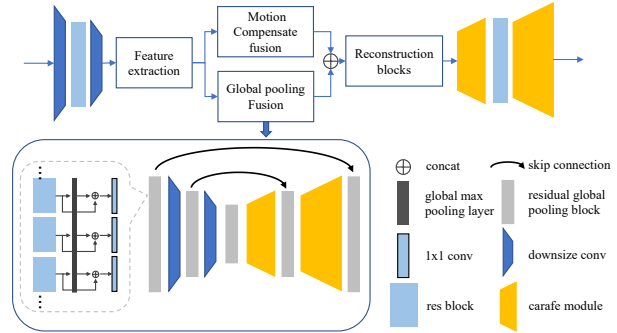 Feature
extraction
Motion
Compensate
fusion
Global pooling
Fusion
Reconstruction
blocks
concat
skip connection
global max
pooling layer
residual global
pooling block
1x1 conv
downsize conv
res block
carafe module